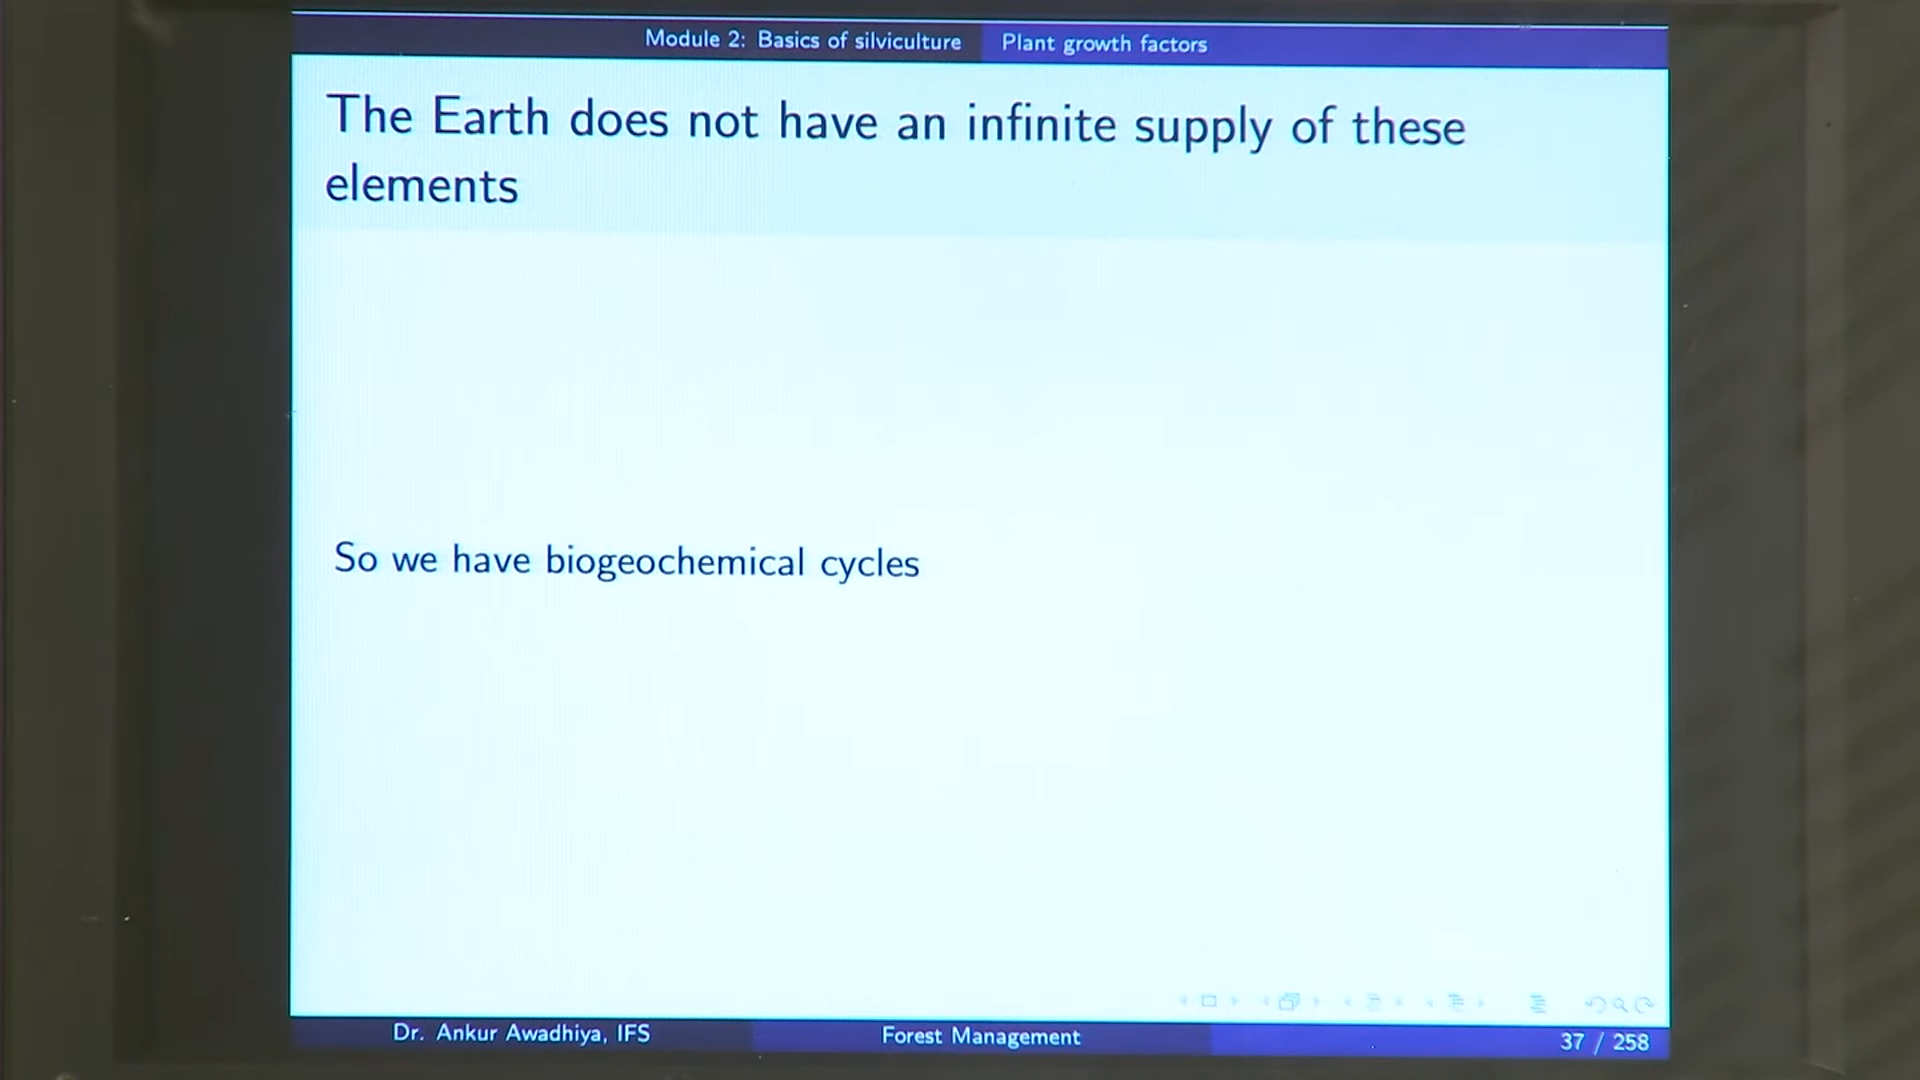 Module 2: Basics of silviculture Plant growth factors
The Earth does not have an infinite supply of these
elements
So we have biogeochemical cycles
Dr. Ankur Awadhiya, IFS Forest Management 37 / 258